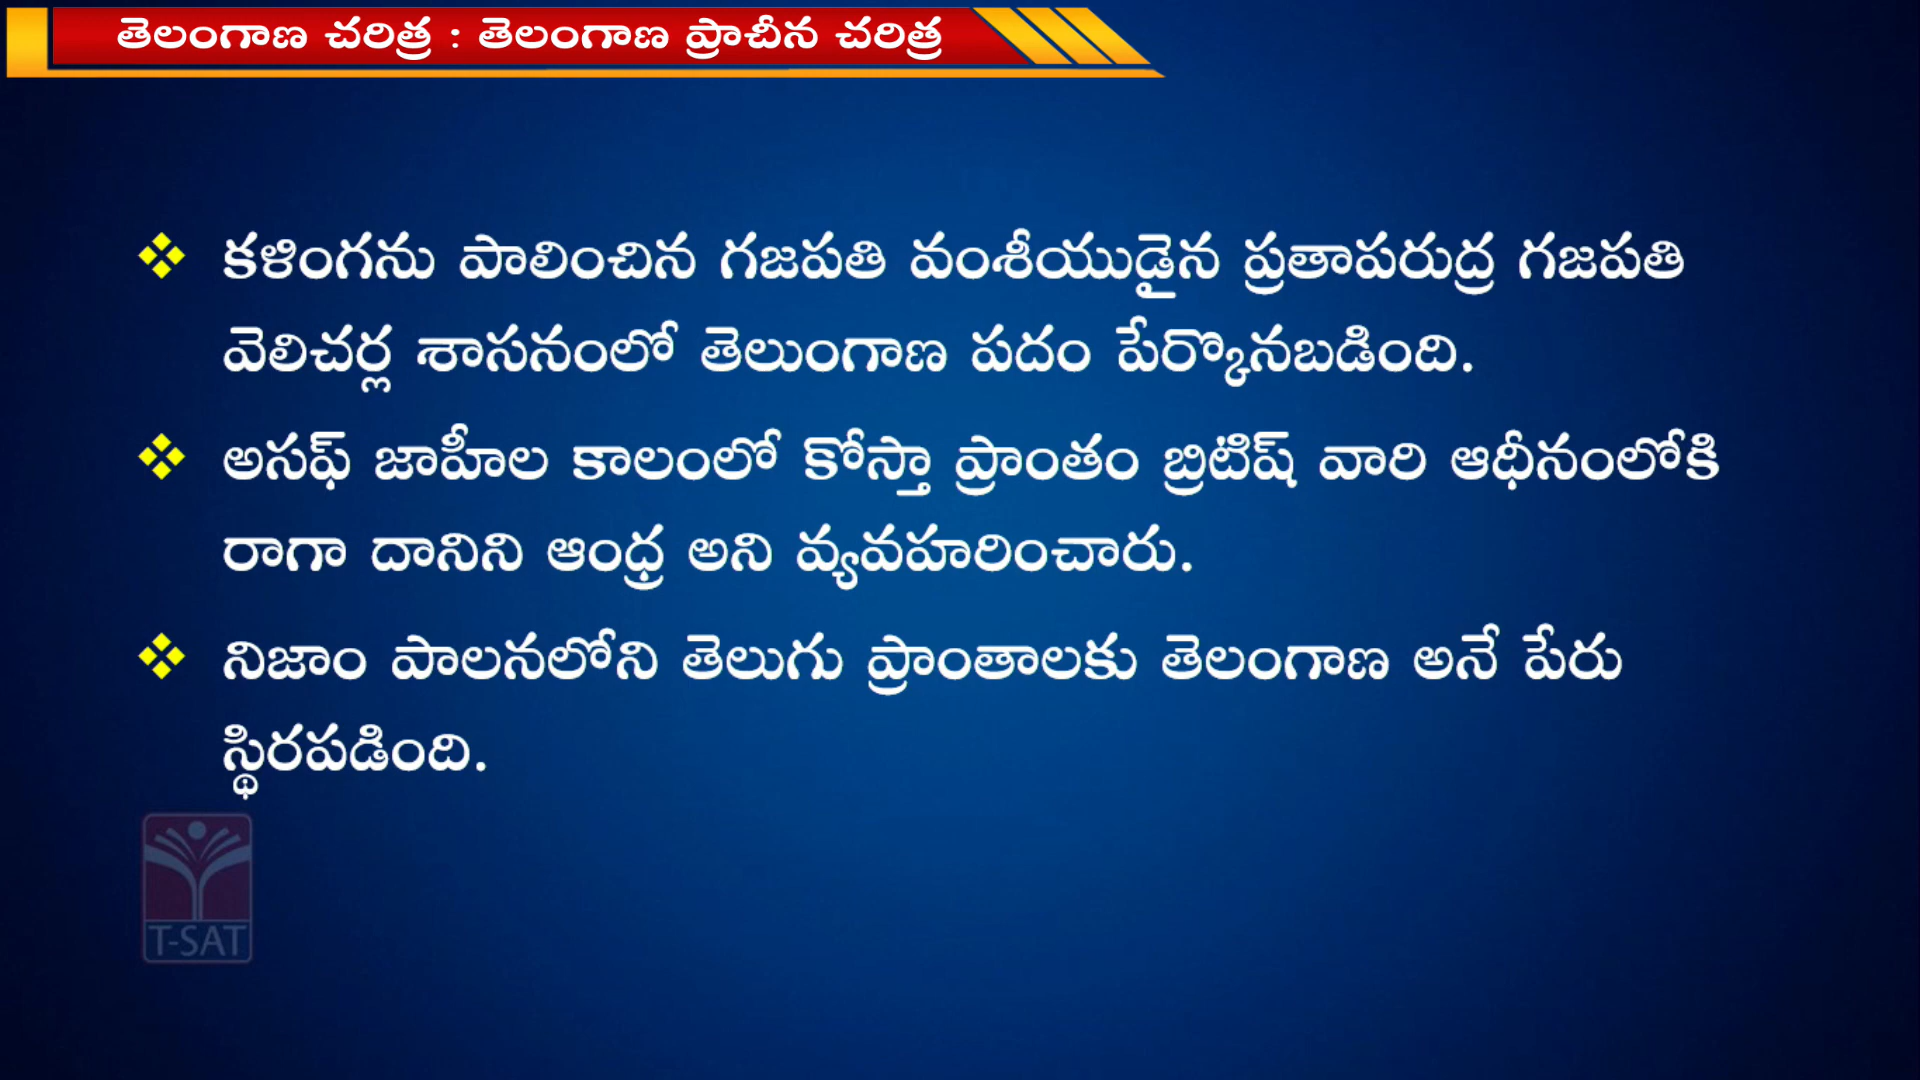 తెలంగాణ చరిత్ర : తెలంగాణ ప్రాచీన చరిత్ర
కళింగను పాలించిన గజపతి వంశీయుడైన ప్రతాపరుద్ర గజపతి
వెలిచర్ల శాసనంలో తెలుంగాణ పదం పేర్కొనబడింది.
అసఫ్ జాహీల కాలంలో కోస్తా ప్రాంతం బ్రిటిష్ వారి ఆధీనంలోకి
రాగా దానిని ఆంధ్ర అని వ్యవహరించారు.
నిజాం పాలనలోని తెలుగు ప్రాంతాలకు తెలంగాణ అనే పేరు
స్థిరపడింది.
T-SAT